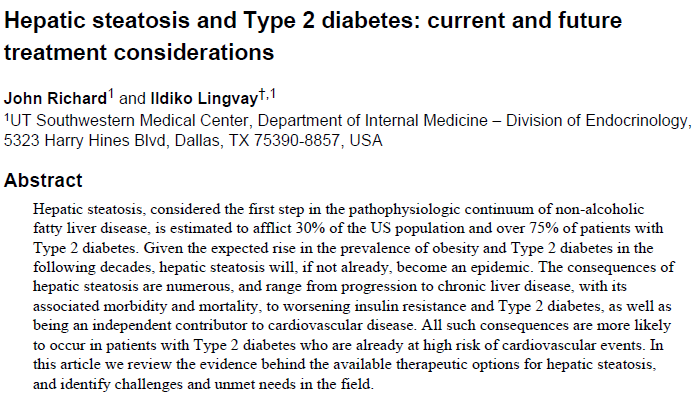 Hepatic steatosis and Type 2 diabetes: current and future
treatment considerations
John Richard¹ and Ildiko Lingvay†,¹
¹UT Southwestern Medical Center, Department of Internal Medicine – Division of Endocrinology,
5323 Harry Hines Blvd, Dallas, TX 75390-8857, USA
Abstract
Hepatic steatosis, considered the first step in the pathophysiologic continuum of non-alcoholic
fatty liver disease, is estimated to afflict 30% of the US population and over 75% of patients with
Type 2 diabetes. Given the expected rise in the prevalence of obesity and Type 2 diabetes in the
following decades, hepatic steatosis will, if not already, become an epidemic. The consequences of
hepatic steatosis are numerous, and range from progression to chronic liver disease, with its
associated morbidity and mortality, to worsening insulin resistance and Type 2 diabetes, as well as
being an independent contributor to cardiovascular disease. All such consequences are more likely
to occur in patients with Type 2 diabetes who are already at high risk of cardiovascular events. In
this article we review the evidence behind the available therapeutic options for hepatic steatosis,
and identify challenges and unmet needs in the field.